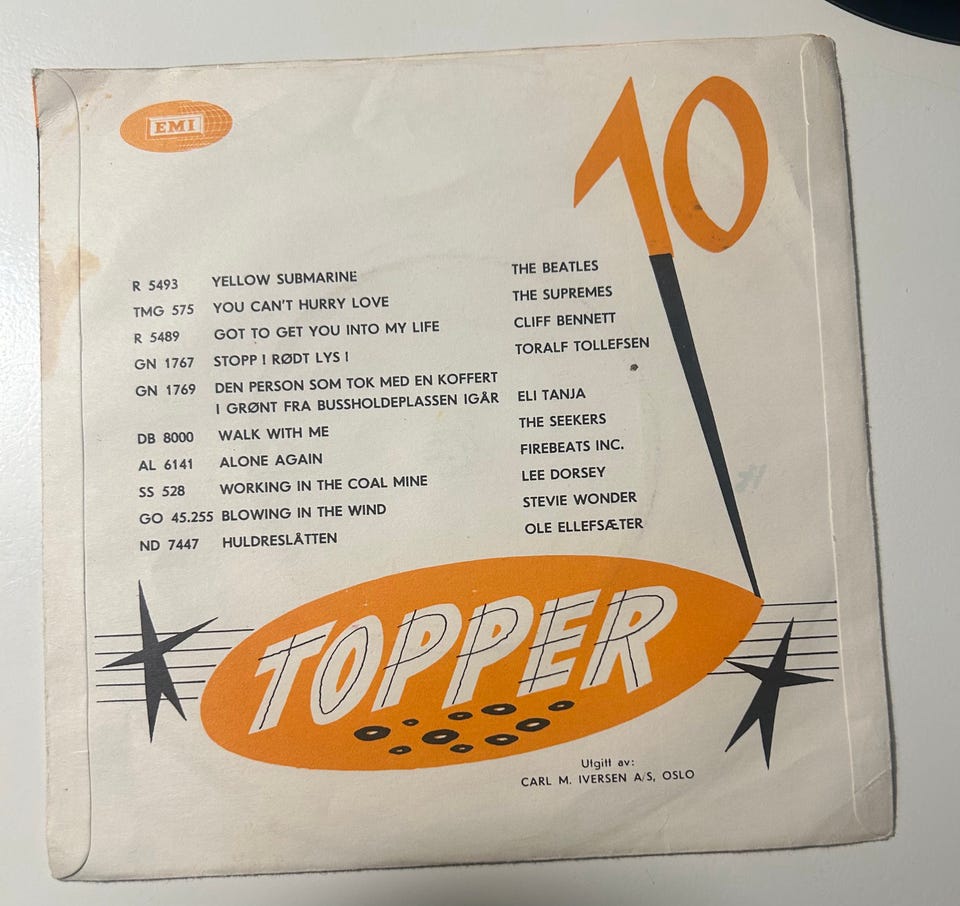 EMI
10
R 5493 YELLOW SUBMARINE THE BEATLES
TMG 575 YOU CAN'T HURRY LOVE THE SUPREMES
R 5489 GOT TO GET YOU INTO MY LIFE CLIFF BENNETT
GN 1767 STOPP ! RØDT LYS ! TORALF TOLLEFSEN
GN 1769 DEN PERSON SOM TOK MED EN KOFFERT
I GRØNT FRA BUSSHOLDEPLASSEN IGÅR ELI TANJA
DB 8000 WALK WITH ME THE SEEKERS
AL 6141 ALONE AGAIN FIREBEATS INC.
SS 528 WORKING IN THE COAL MINE LEE DORSEY
GO 45.255 BLOWING IN THE WIND STEVIE WONDER
ND 7447 HULDRESLÅTTEN OLE ELLEFSÆTER
TOPPER
Utgitt av:
CARL M. IVERSEN A/S, OSLO